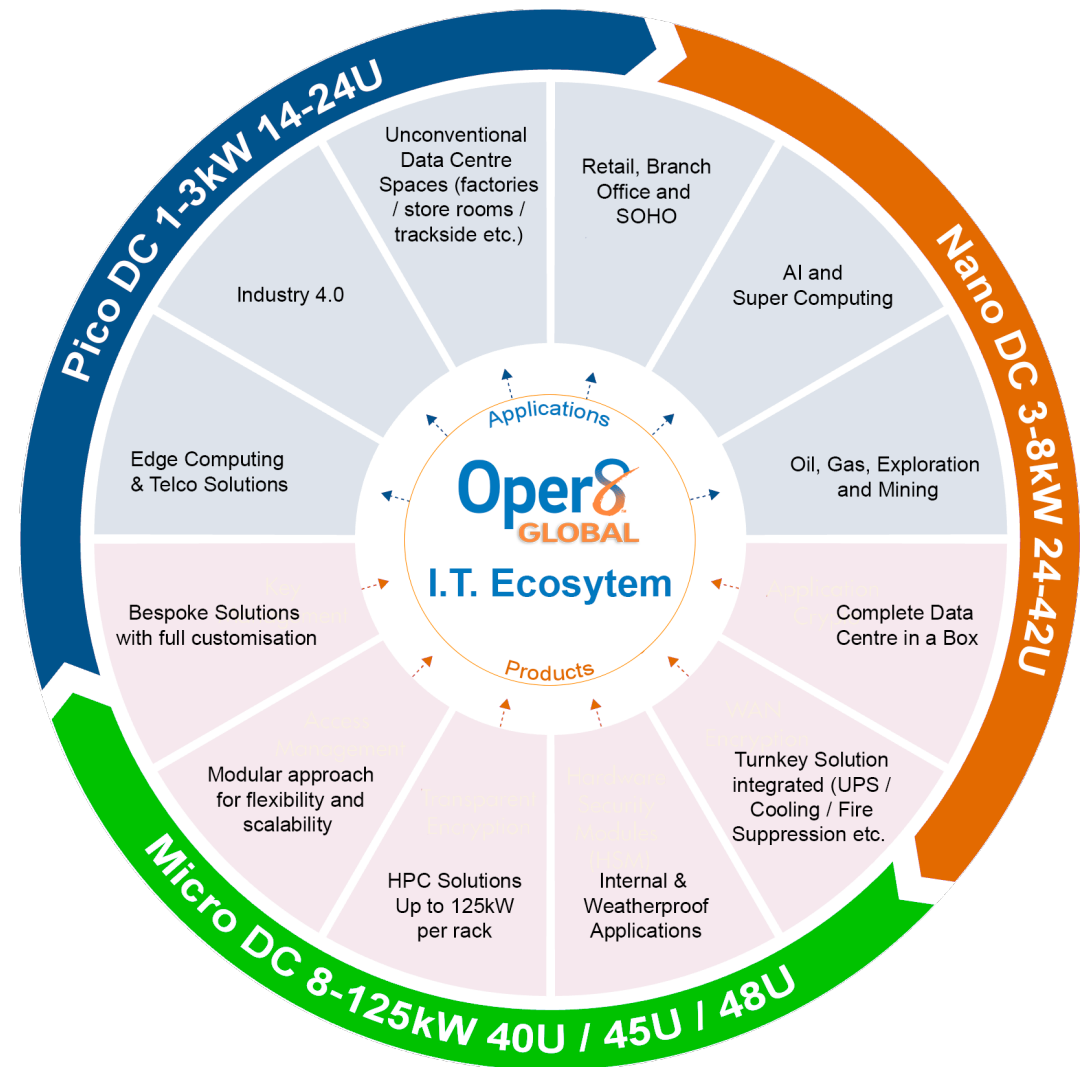 Pico DC 1-3kW 14-24U
Nano DC 3-8kW 24-42U
Micro DC 8-125kW 40U / 45U / 48U
Unconventional
Data Centre
Spaces (factories
/ store rooms /
trackside etc.)
Retail, Branch
Office and
SOHO
Industry 4.0
AI and
Super Computing
Edge Computing
& Telco Solutions
Oil, Gas, Exploration
and Mining
Applications
Oper8
GLOBAL
I.T. Ecosytem
Products
Bespoke Solutions
with full customisation
Complete Data
Centre in a Box
Modular approach
for flexibility and
scalability
Turnkey Solution
integrated (UPS /
Cooling / Fire
Suppression etc.
HPC Solutions
Up to 125kW
per rack
Internal &
Weatherproof
Applications
Management
Transparent
Encryption
(HSM)